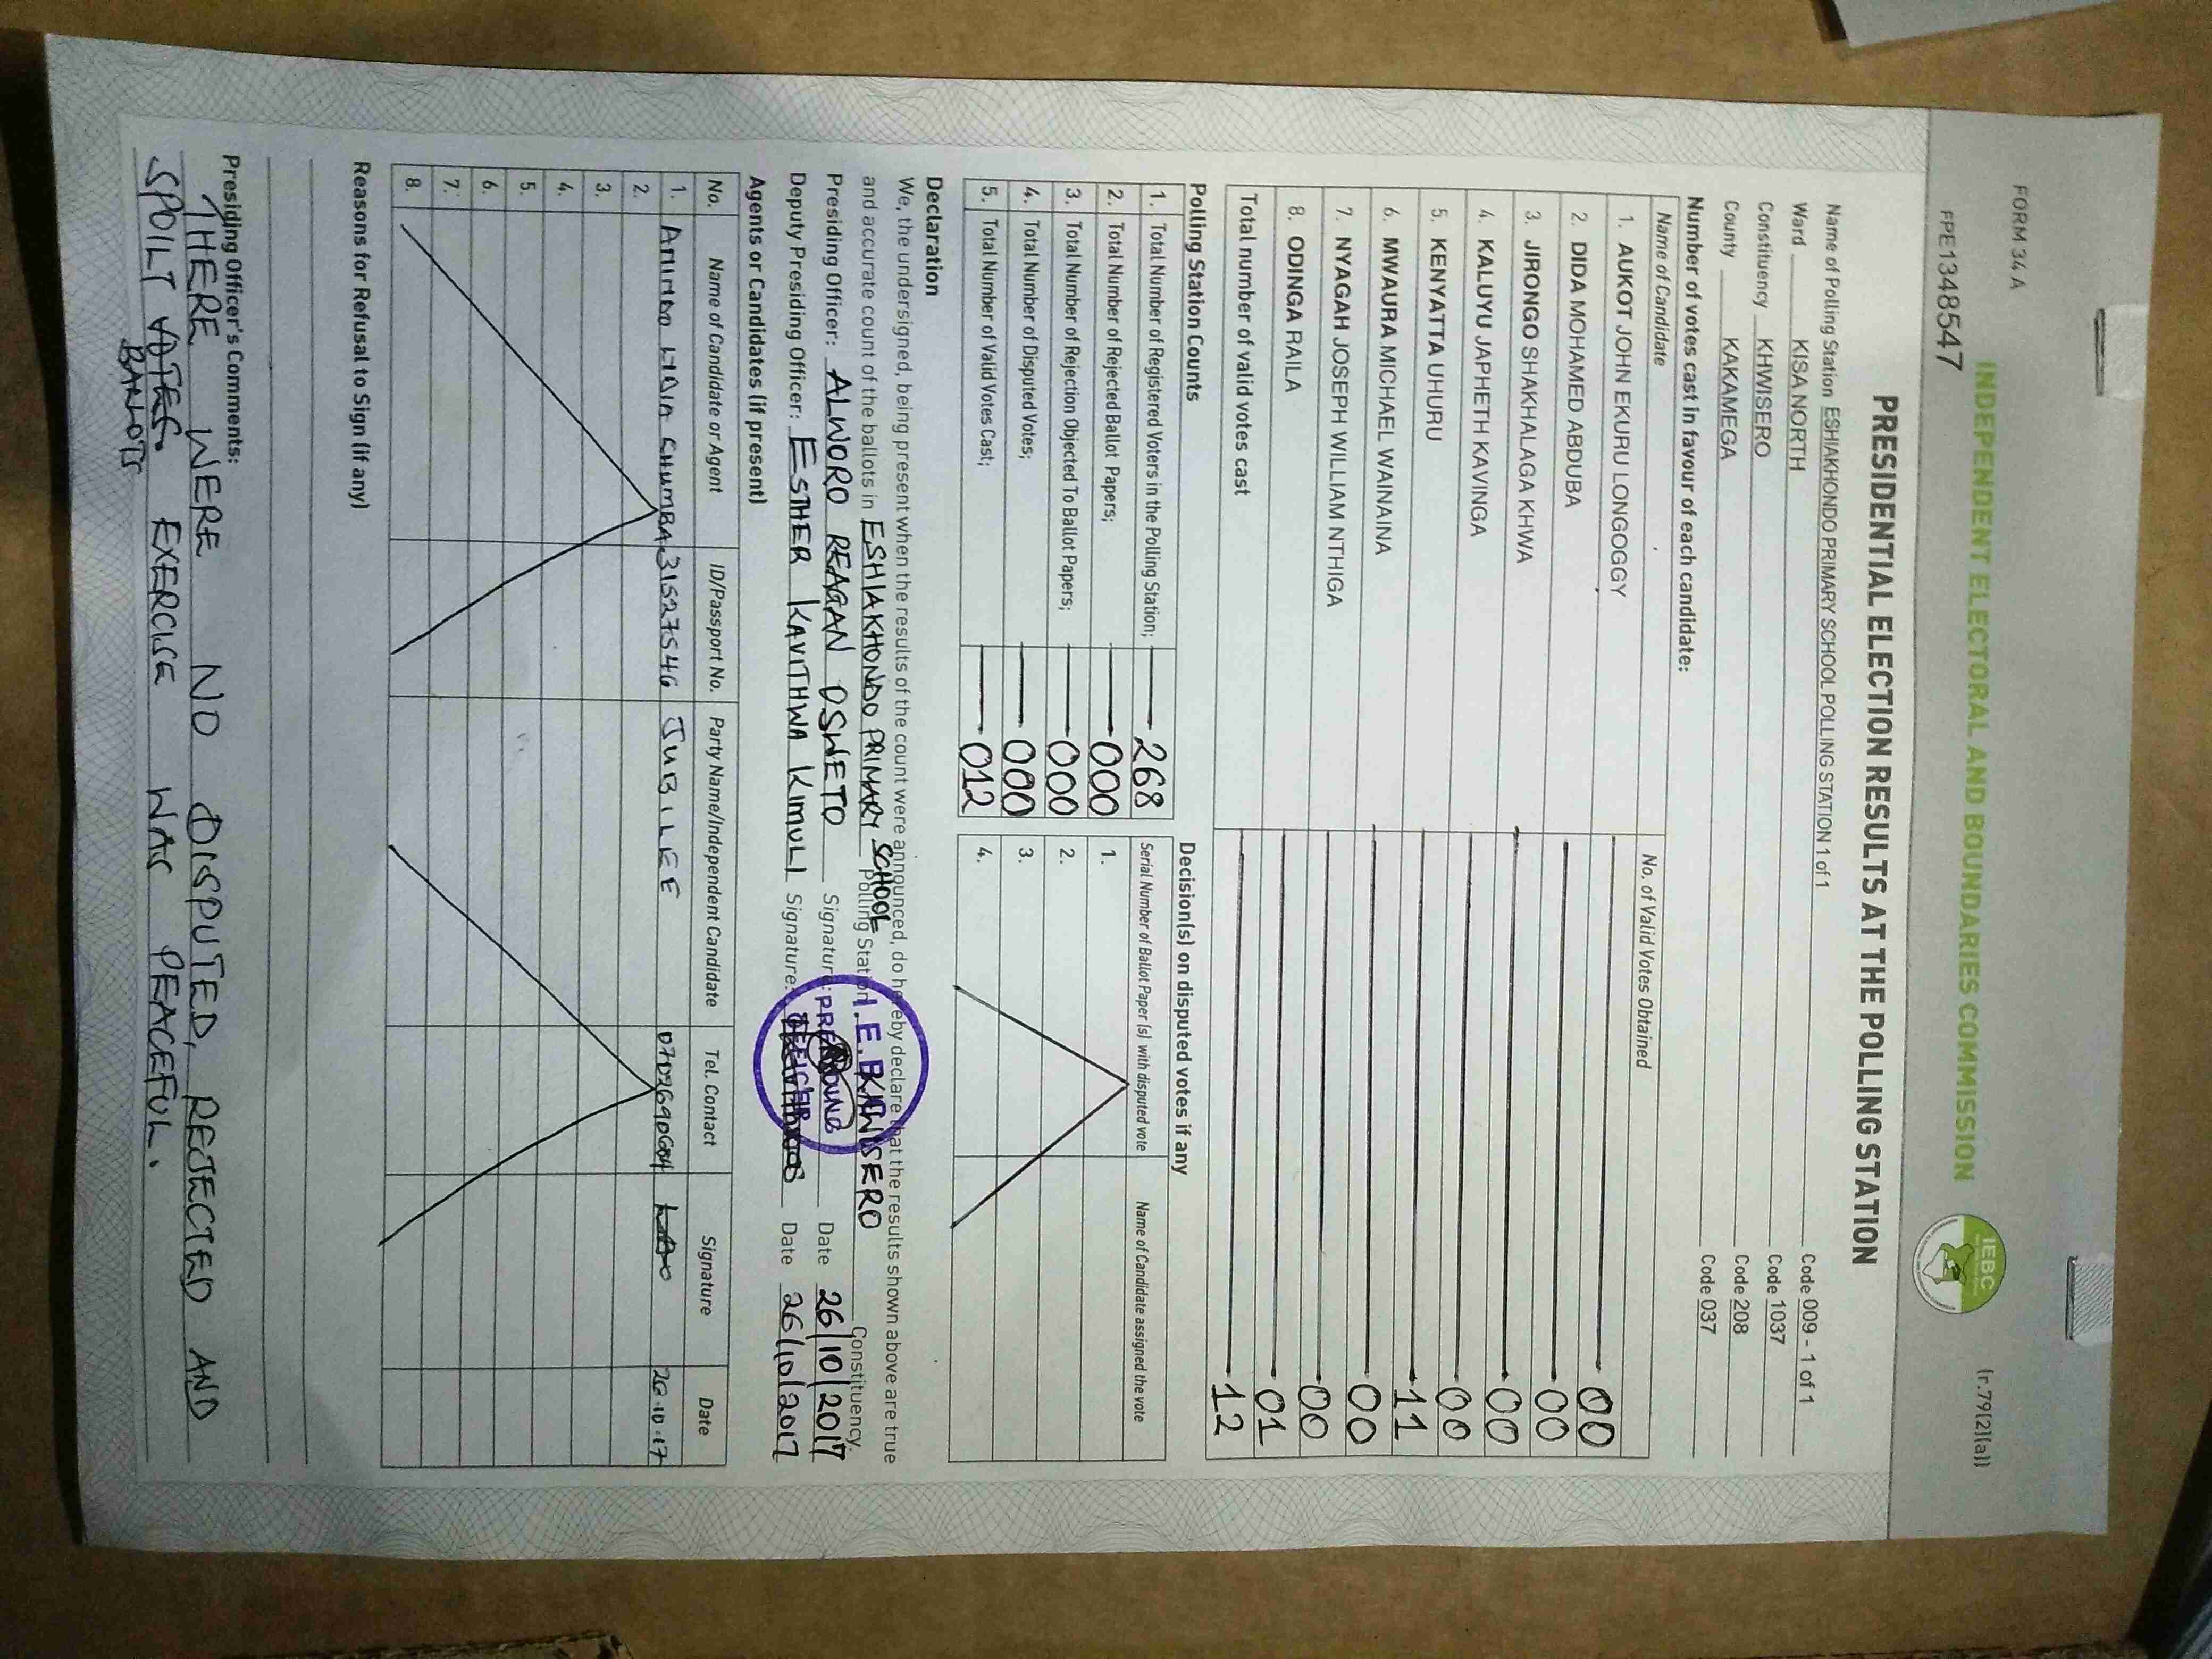 FORM 34 A
(r.79(2)(a))
INDEPENDENT ELECTORAL AND BOUNDARIES COMMISSION
IEBC
FPE1348547
PRESIDENTIAL ELECTION RESULTS AT THE POLLING STATION
Name of Polling Station ESHIAKHONDO PRIMARY SCHOOL POLLING STATION 1 of 1 Code 009 - 1 of 1
Ward KISA NORTH Code 1037
Constituency KHWISERO Code 208
County KAKAMEGA Code 037
Number of votes cast in favour of each candidate:
Name of Candidate No. of Valid Votes Obtained
1. AUKOT JOHN EKURU LONGOGGY 00
2. DIDA MOHAMED ABDUBA 00
3. JIRONGO SHAKHALAGA KHWA 00
4. KALUYU JAPHETH KAVINGA 00
5. KENYATTA UHURU 11
6. MWAURA MICHAEL WAINAINA 00
7. NYAGAH JOSEPH WILLIAM NTHIGA 00
8. ODINGA RAILA 01
Total number of valid votes cast 12
Polling Station Counts
1. Total Number of Registered Voters in the Polling Station; 268
2. Total Number of Rejected Ballot Papers; 000
3. Total Number of Rejection Objected To Ballot Papers; 000
4. Total Number of Disputed Votes; 000
5. Total Number of Valid Votes Cast; 012
Decision(s) on disputed votes if any
Serial Number of Ballot Paper (s) with disputed vote Name of Candidate assigned the vote
1.
2.
3.
4.
Declaration
We, the undersigned, being present when the results of the count were announced, do hereby declare that the results shown above are true
and accurate count of the ballots in ESHIAKHONDO PRIMARY SCHOOL Polling Station KHWISERO Constituency.
Presiding Officer: ALWORO REAGAN OSWETO Signature: Date 26/10/2017
Deputy Presiding Officer: ESTHER KAVITHWA KIMULI Signature: Date 26/10/2017
I.E.B.C
Agents or Candidates (if present)
No. Name of Candidate or Agent ID/Passport No. Party Name/Independent Candidate Tel. Contact Signature Date
1. CHUMBA 31527546 JUBILEE 26.10.17
2.
3.
4.
5.
6.
7.
8.
Reasons for Refusal to Sign (if any)
Presiding Officer's Comments:
THERE WERE NO DISPUTED, REJECTED AND
SPOILT VOTES. EXERCISE WAS PEACEFUL.